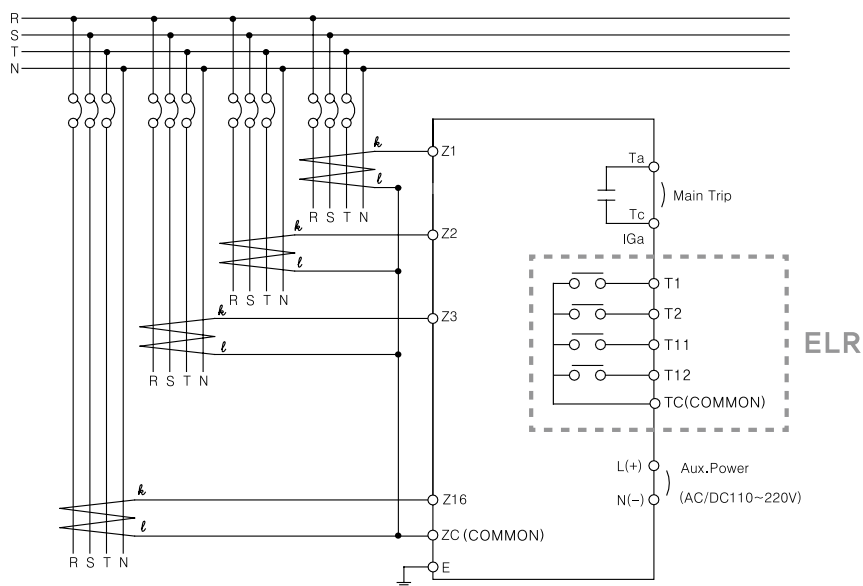 R
S
T
N
k
Z1
l
R S T N
k
Z2
l
R S T N
k
Z3
l
R S T N
k
Z16
l
ZC (COMMON)
R S T N
E
Ta
Main Trip
Tc
IGa
T1
T2
T11
T12
TC(COMMON)
ELR
L(+)
Aux.Power
N(-)
(AC/DC110~220V)